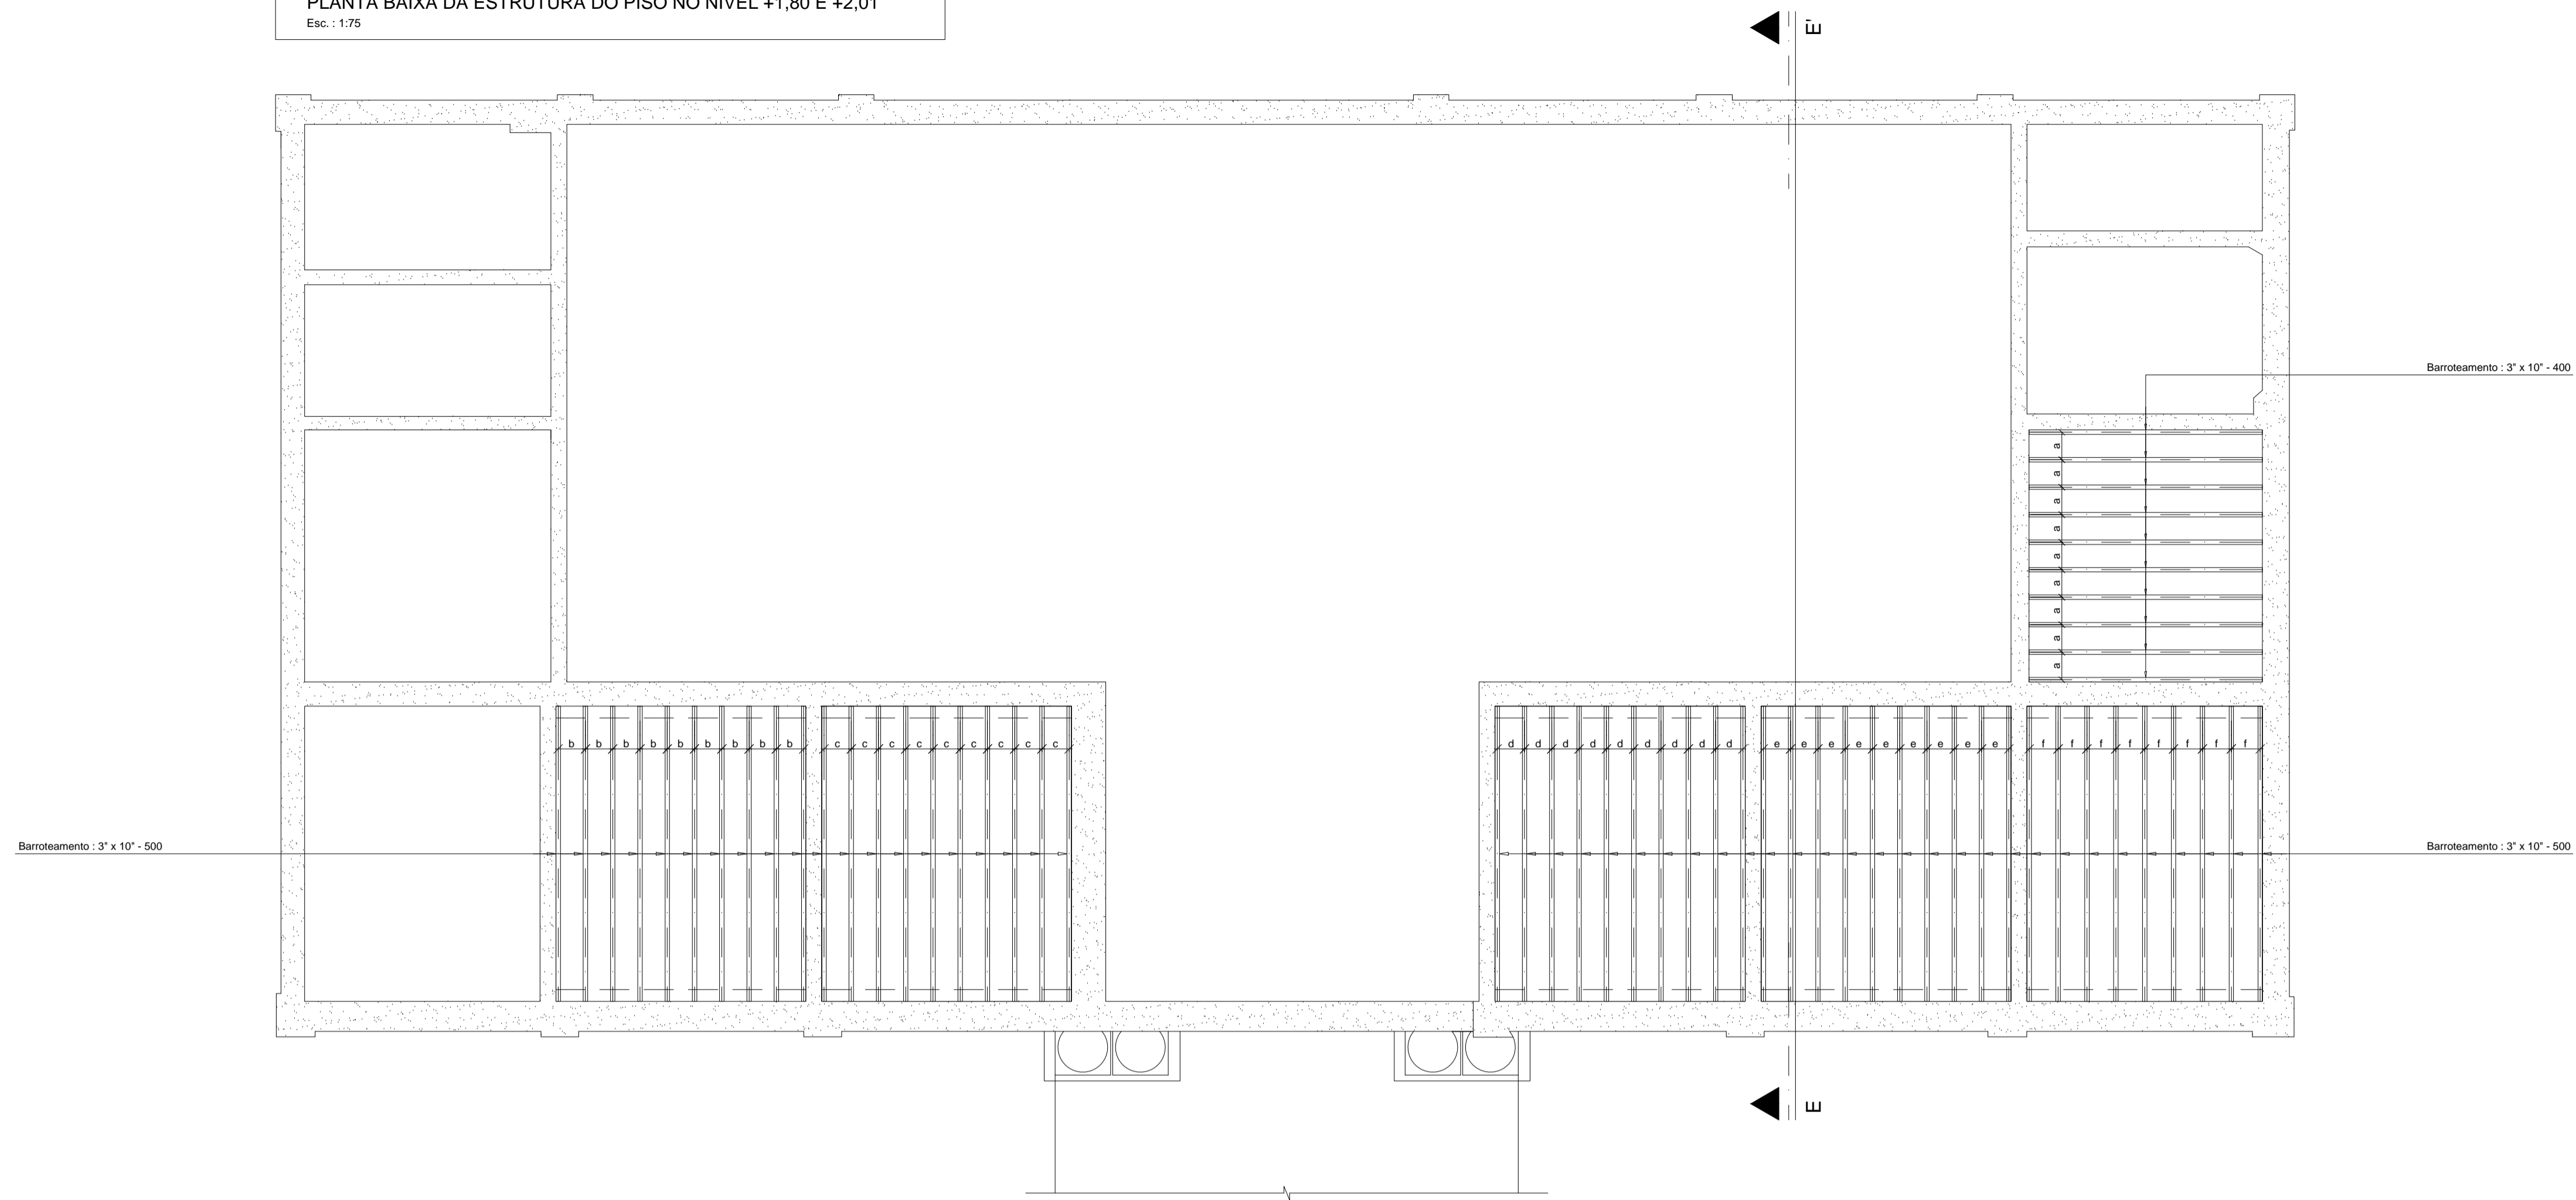 PLANTA BAIXA DA ESTRUTURA DO PISO NO NÍVEL +1,80 E +2,01
Esc. : 1:75
E'
Barroteamento : 3" x 10" - 400
a
a
a
a
a
a
a
a
a
b b b b b b b b b c c c c c c c c c d d d d d d d d d e e e e e e e e e f f f f f f f f
Barroteamento : 3" x 10" - 500
Barroteamento : 3" x 10" - 500
E